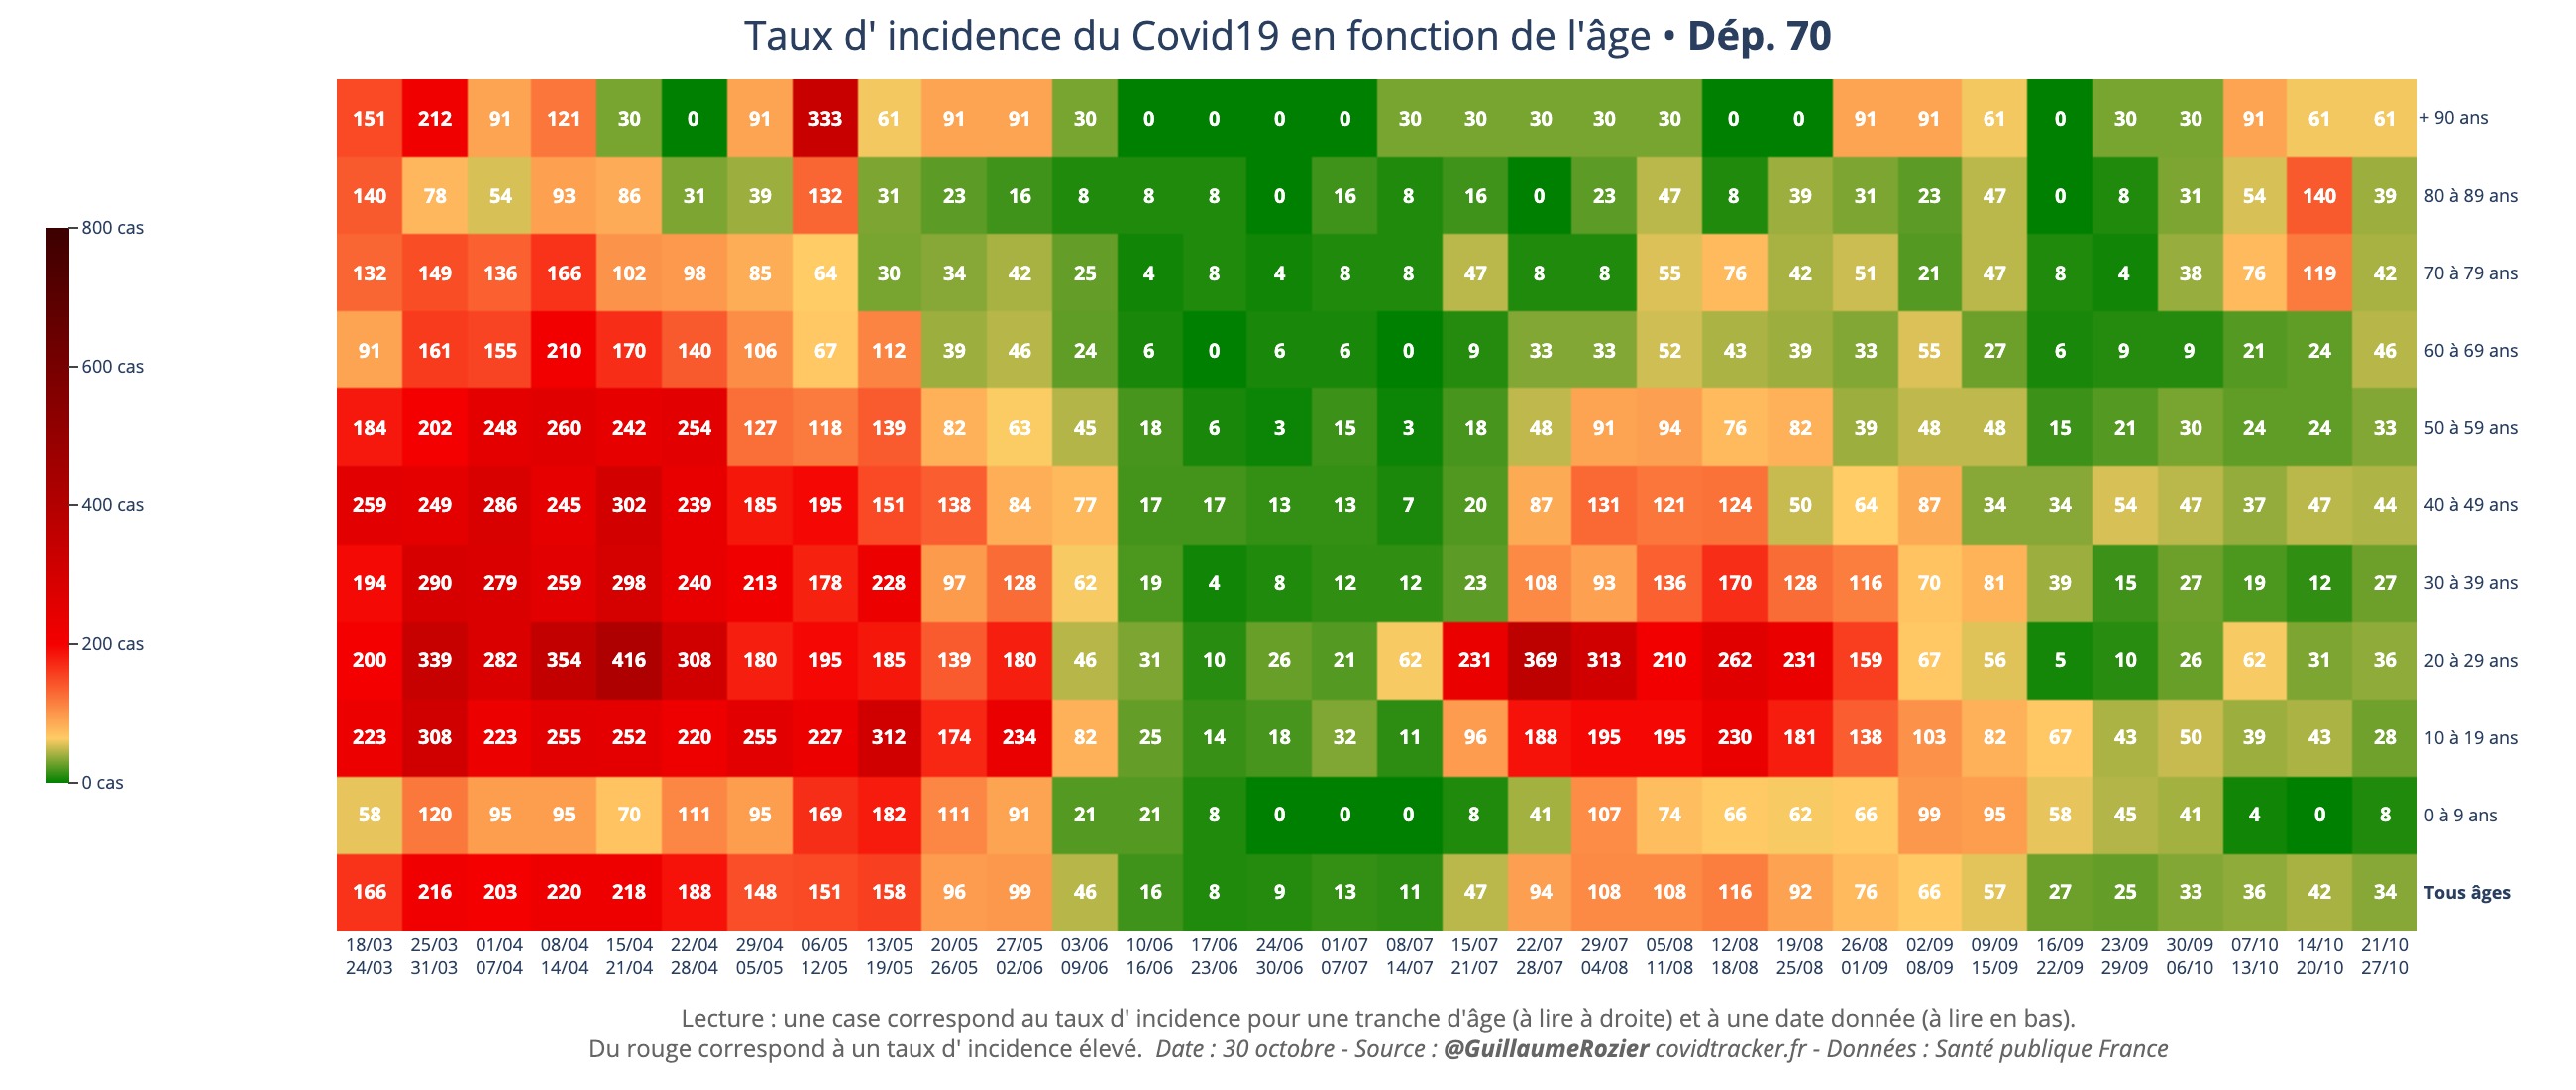 Taux d' incidence du Covid19 en fonction de l'âge • Dép. 70
800 cas
600 cas
400 cas
200 cas
0 cas
151 212 91 121 30 0 91 333 61 91 91 30 0 0 0 0 30 30 30 30 30 0 0 91 91 61 0 30 30 91 61 61 + 90 ans
140 78 54 93 86 31 39 132 31 23 16 8 8 8 0 16 8 16 0 23 47 8 39 31 23 47 0 8 31 54 140 39 80 à 89 ans
132 149 136 166 102 98 85 64 30 34 42 25 4 8 4 8 8 47 8 8 55 76 42 51 21 47 8 4 38 76 119 42 70 à 79 ans
91 161 155 210 170 140 106 67 112 39 46 24 6 0 6 6 0 9 33 33 52 43 39 33 55 27 6 9 9 21 24 46 60 à 69 ans
184 202 248 260 242 254 127 118 139 82 63 45 18 6 3 15 3 18 48 91 94 76 82 39 48 48 15 21 30 24 24 33 50 à 59 ans
259 249 286 245 302 239 185 195 151 138 84 77 17 17 13 13 7 20 87 131 121 124 50 64 87 34 34 54 47 37 47 44 40 à 49 ans
194 290 279 259 298 240 213 178 228 97 128 62 19 4 8 12 12 23 108 93 136 170 128 116 70 81 39 15 27 19 12 27 30 à 39 ans
200 339 282 354 416 308 180 195 185 139 180 46 31 10 26 21 62 231 369 313 210 262 231 159 67 56 5 10 26 62 31 36 20 à 29 ans
223 308 223 255 252 220 255 227 312 174 234 82 25 14 18 32 11 96 188 195 195 230 181 138 103 82 67 43 50 39 43 28 10 à 19 ans
58 120 95 95 70 111 95 169 182 111 91 21 21 8 0 0 0 8 41 107 74 66 62 66 99 95 58 45 41 4 0 8 0 à 9 ans
166 216 203 220 218 188 148 151 158 96 99 46 16 8 9 13 11 47 94 108 108 116 92 76 66 57 27 25 33 36 42 34 Tous âges
18/03 25/03 01/04 08/04 15/04 22/04 29/04 06/05 13/05 20/05 27/05 03/06 10/06 17/06 24/06 01/07 08/07 15/07 22/07 29/07 05/08 12/08 19/08 26/08 02/09 09/09 16/09 23/09 30/09 07/10 14/10 21/10
24/03 31/03 07/04 14/04 21/04 28/04 05/05 12/05 19/05 26/05 02/06 09/06 16/06 23/06 30/06 07/07 14/07 21/07 28/07 04/08 11/08 18/08 25/08 01/09 08/09 15/09 22/09 29/09 06/10 13/10 20/10 27/10
Lecture : une case correspond au taux d' incidence pour une tranche d'âge (à lire à droite) et à une date donnée (à lire en bas).
Du rouge correspond à un taux d' incidence élevé. Date : 30 octobre - Source : @GuillaumeRozier covidtracker.fr - Données : Santé publique France